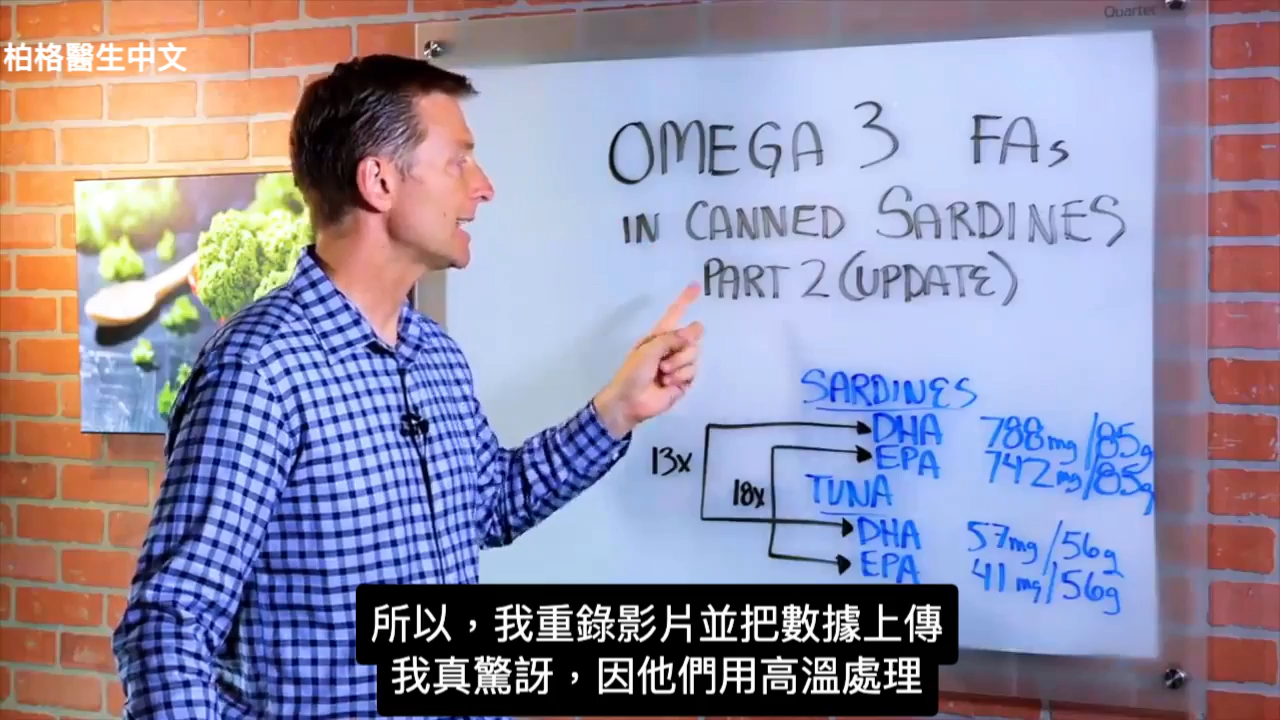 Quartet
柏格醫生中文
OMEGA 3 FAs
IN CANNED SARDINES
PART 2 (UPDATE)
SARDINES
DHA 788mg/85g
13x
EPA 742mg/85g
18x
TUNA
DHA 57mg/56g
EPA 41mg/56g
所以，我重錄影片並把數據上傳
我真驚訝，因他們用高溫處理